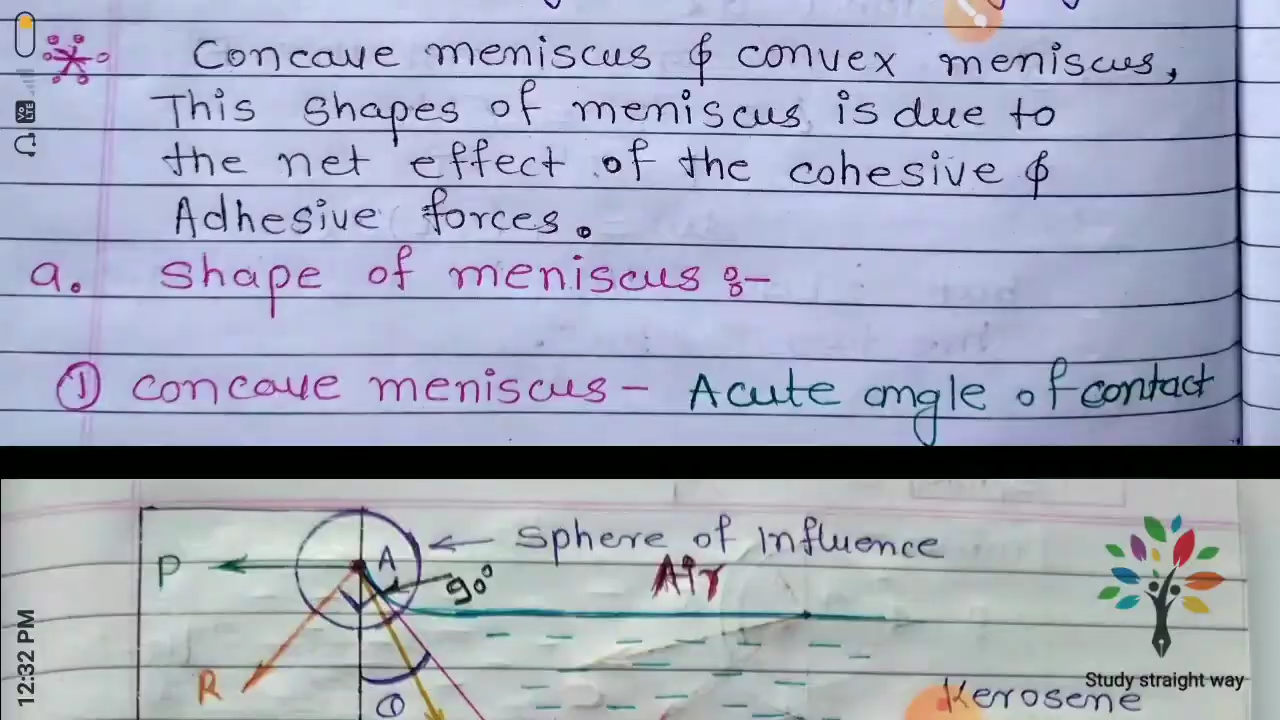 Concave meniscus & convex meniscus,
This shapes of meniscus is due to
the net effect of the cohesive &
Adhesive forces.
a. Shape of meniscus :-
① concave meniscus - Acute angle of contact
Sphere of Influence
P
A
90°
Air
R
θ
Kerosene
Study straight way
12:32 PM